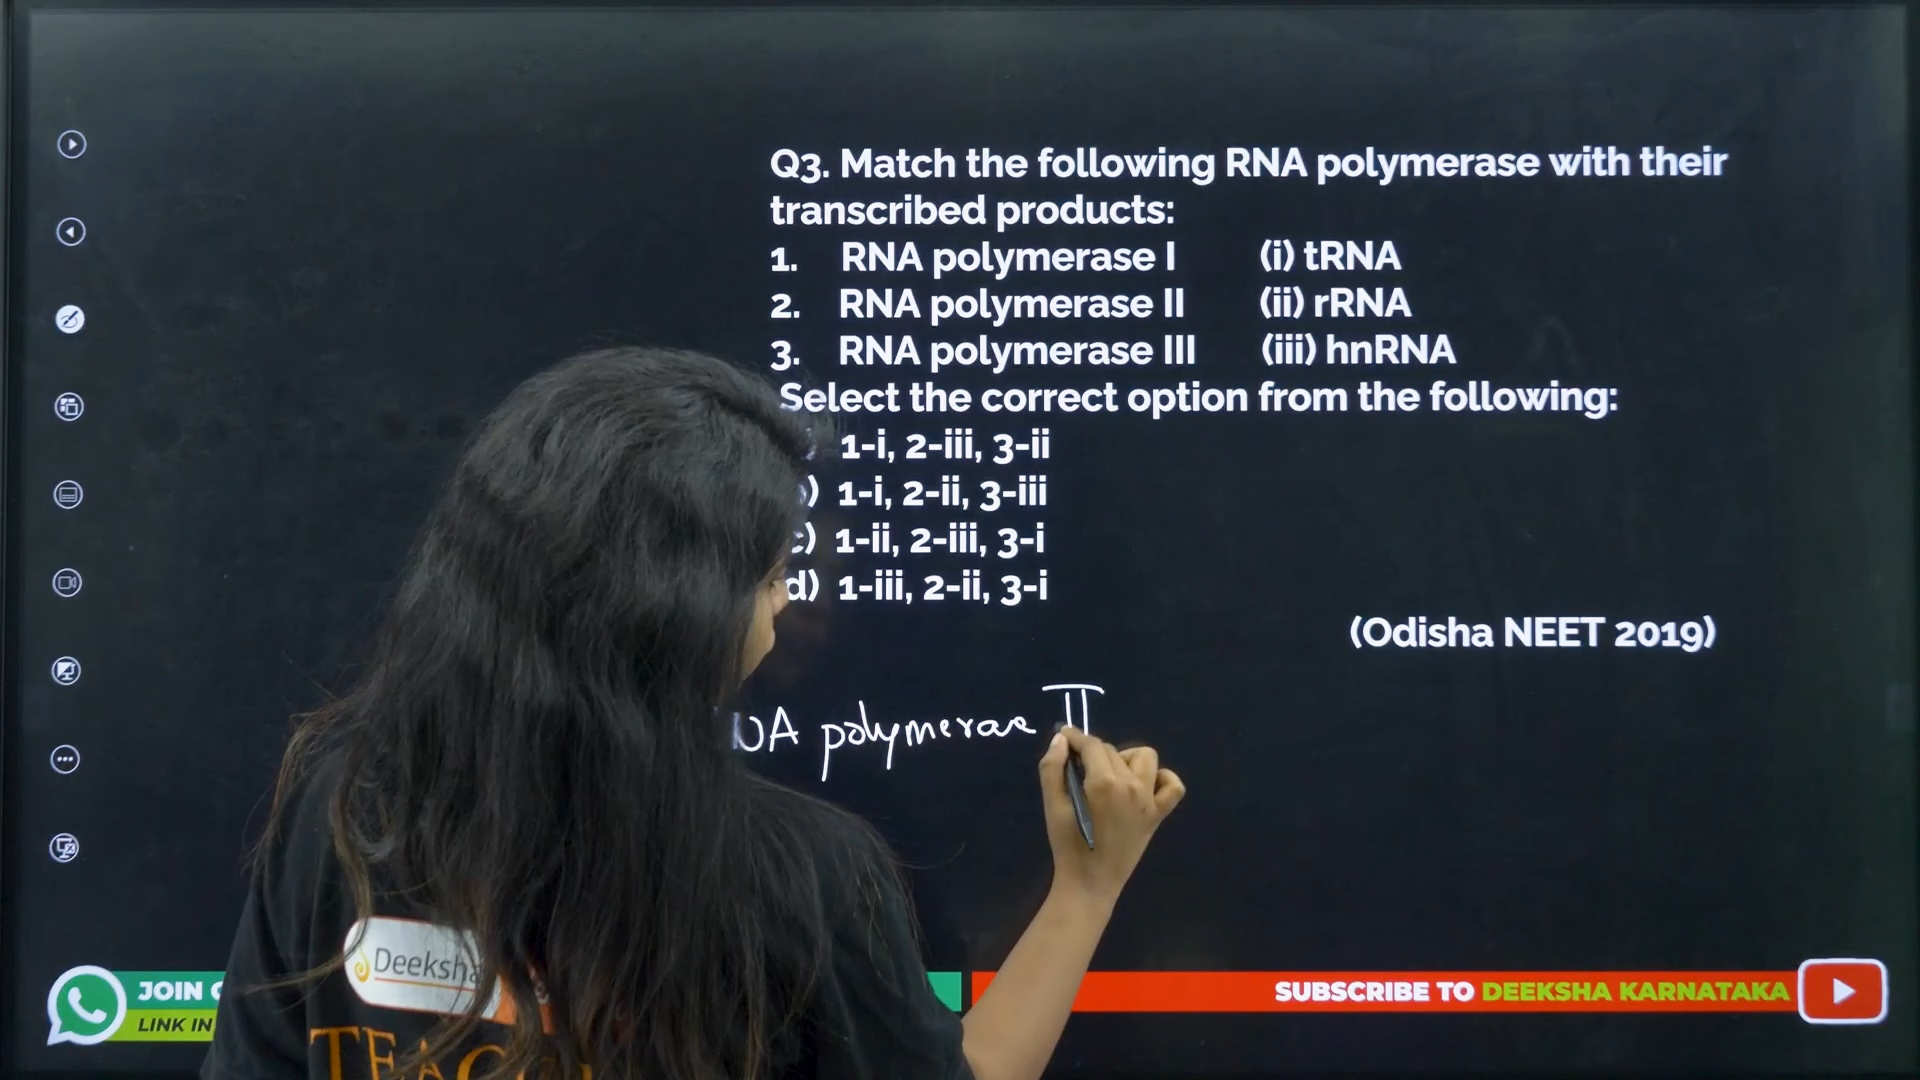 Q3. Match the following RNA polymerase with their
transcribed products:
1. RNA polymerase I (i) tRNA
2. RNA polymerase II (ii) rRNA
3. RNA polymerase III (iii) hnRNA
Select the correct option from the following:
1-i, 2-iii, 3-ii
) 1-i, 2-ii, 3-iii
c) 1-ii, 2-iii, 3-i
d) 1-iii, 2-ii, 3-i
(Odisha NEET 2019)
NA polymerase II
Deeksha
JOIN
LINK IN
SUBSCRIBE TO DEEKSHA KARNATAKA